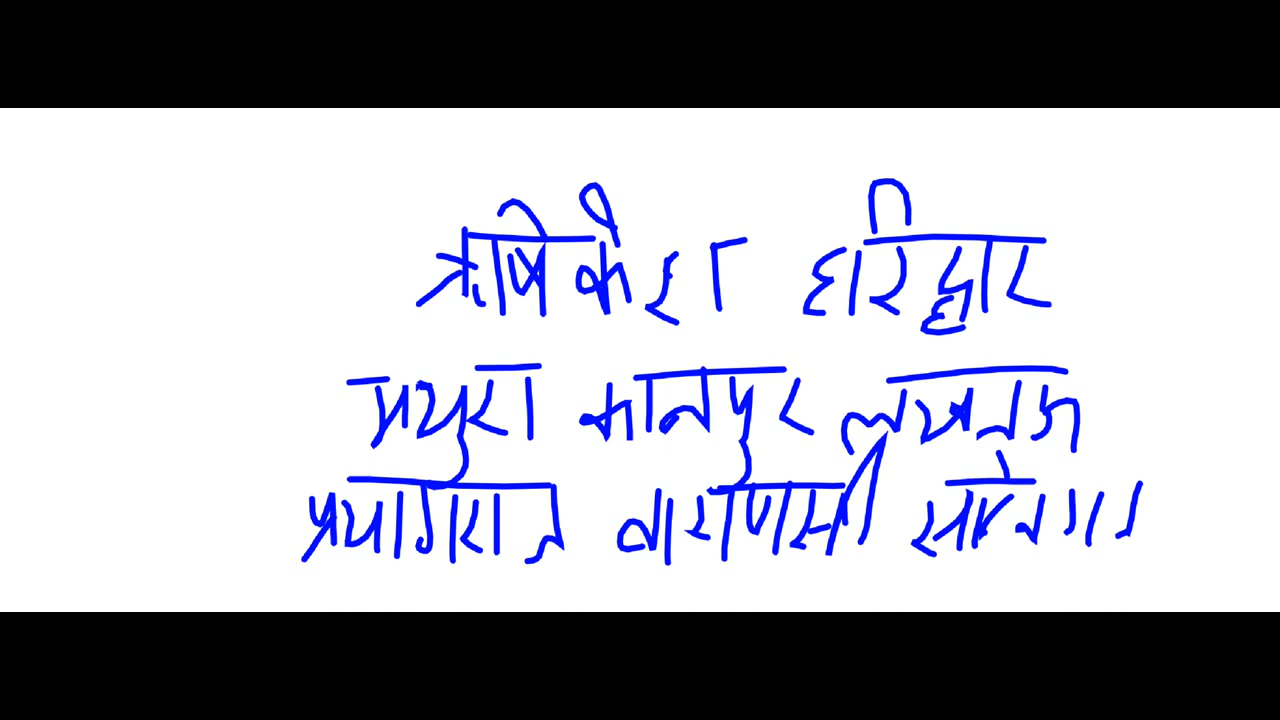 ऋषिकेश हरिद्वार
मथुरा कानपुर लखनऊ
प्रयागराज वाराणसी